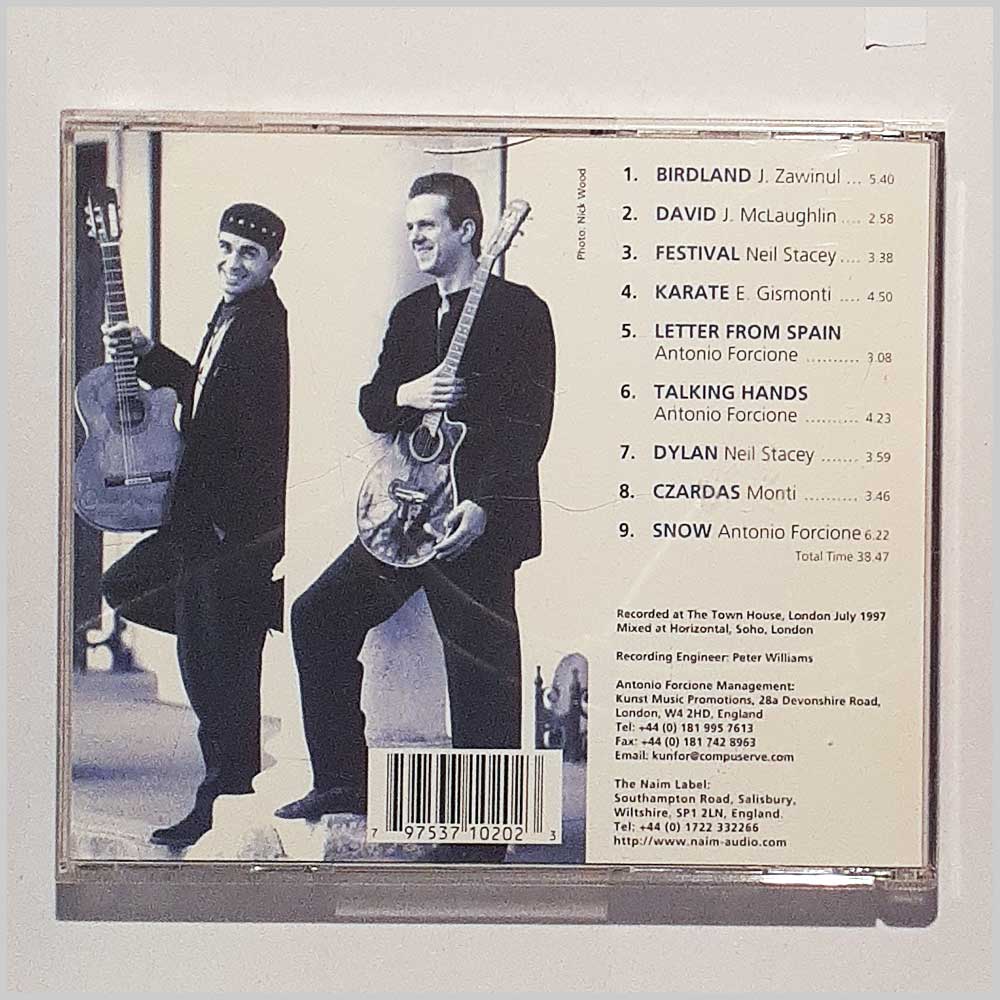 Photo: Nick Wood
1. BIRDLAND J. Zawinul ... 5.40
2. DAVID J. McLaughlin .... 2.58
3. FESTIVAL Neil Stacey .... 3.38
4. KARATE E. Gismonti .... 4.50
5. LETTER FROM SPAIN
Antonio Forcione .......... 3.08
6. TALKING HANDS
Antonio Forcione .......... 4.23
7. DYLAN Neil Stacey ....... 3.59
8. CZARDAS Monti .......... 3.46
9. SNOW Antonio Forcione 6.22
Total Time 38.47
Recorded at The Town House, London July 1997
Mixed at Horizontal, Soho, London
Recording Engineer: Peter Williams
Antonio Forcione Management:
Kunst Music Promotions, 28a Devonshire Road,
London, W4 2HD, England
Tel: +44 (0) 181 995 7613
Fax: +44 (0) 181 742 8963
Email: kunfor@compuserve.com
The Naim Label:
Southampton Road, Salisbury,
Wiltshire, SP1 2LN, England.
Tel: +44 (0) 1722 332266
http://www.naim-audio.com
7 97537 10202 3